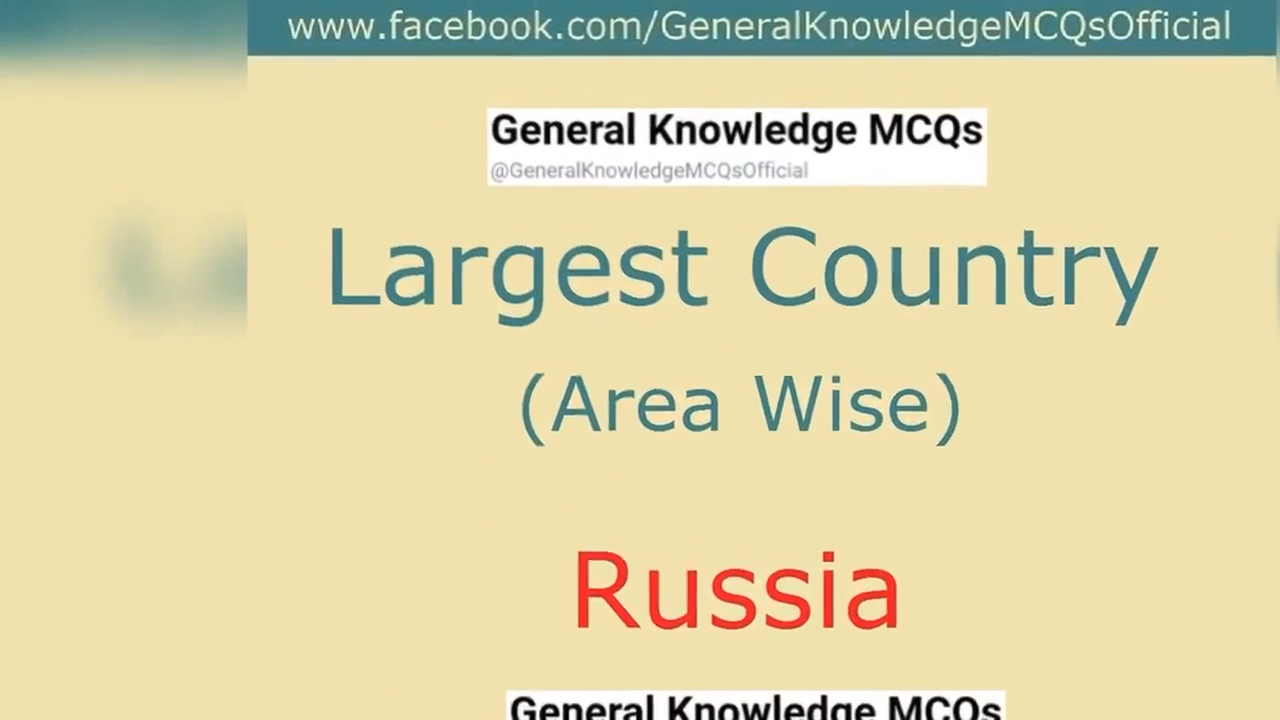 www.facebook.com/GeneralKnowledgeMCQsOfficial
General Knowledge MCQs
@GeneralKnowledgeMCQsOfficial
Largest Country
(Area Wise)
Russia
General Knowledge MCQs